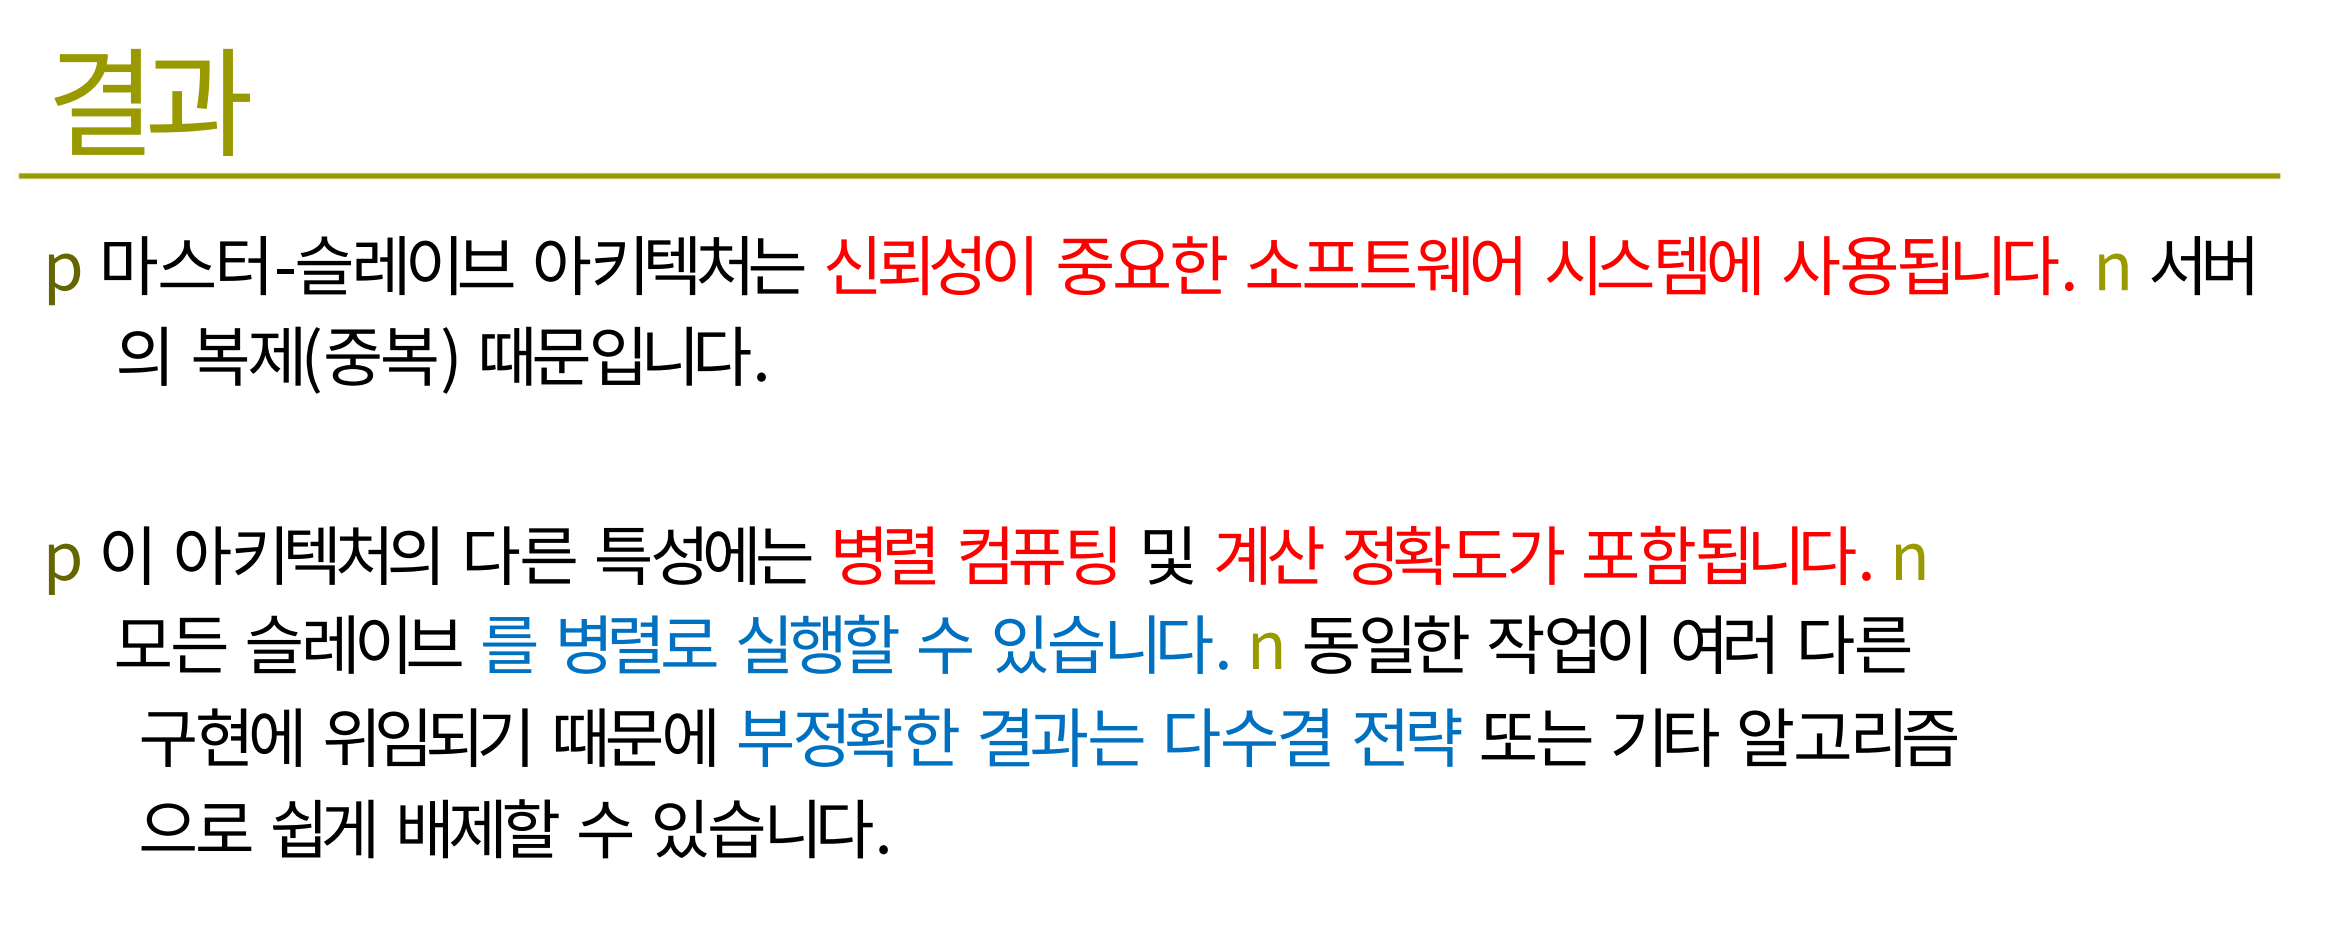 결과
p 마스터-슬레이브 아키텍처는 신뢰성이 중요한 소프트웨어 시스템에 사용됩니다. n 서버
의 복제(중복) 때문입니다.
p 이 아키텍처의 다른 특성에는 병렬 컴퓨팅 및 계산 정확도가 포함됩니다. n
모든 슬레이브 를 병렬로 실행할 수 있습니다. n 동일한 작업이 여러 다른
구현에 위임되기 때문에 부정확한 결과는 다수결 전략 또는 기타 알고리즘
으로 쉽게 배제할 수 있습니다.